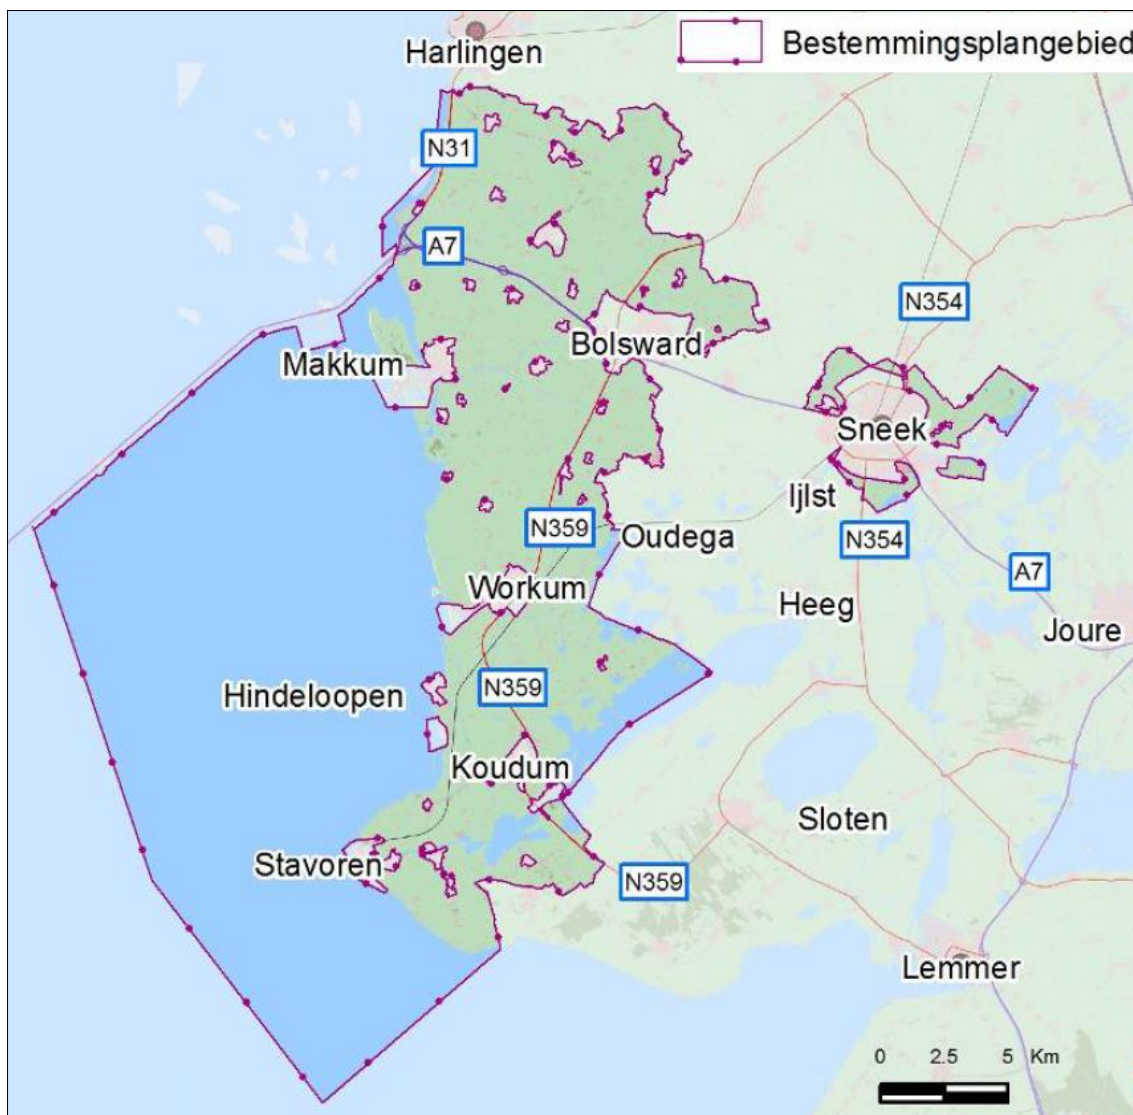 Harlingen
Bestemmingsplangebied
N31
A7
N354
Makkum
Bolsward
Sneek
Ijlst
N359
Oudega
N354
A7
Workum
Heeg
Joure
Hindeloopen
N359
Koudum
Sloten
Stavoren
N359
Lemmer
0 2.5 5 Km